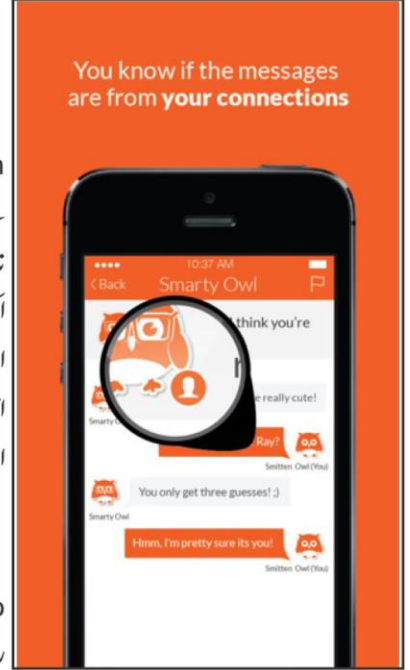 You know if the messages
are from your connections
10:37 AM
< Back Smarty Owl
think you're
e really cute!
Smarty O
Ray?
Smitten Owl (You)
You only get three guesses! ;)
Smarty Owl
Hmm, I'm pretty sure its you!
Smitten Owl (You)